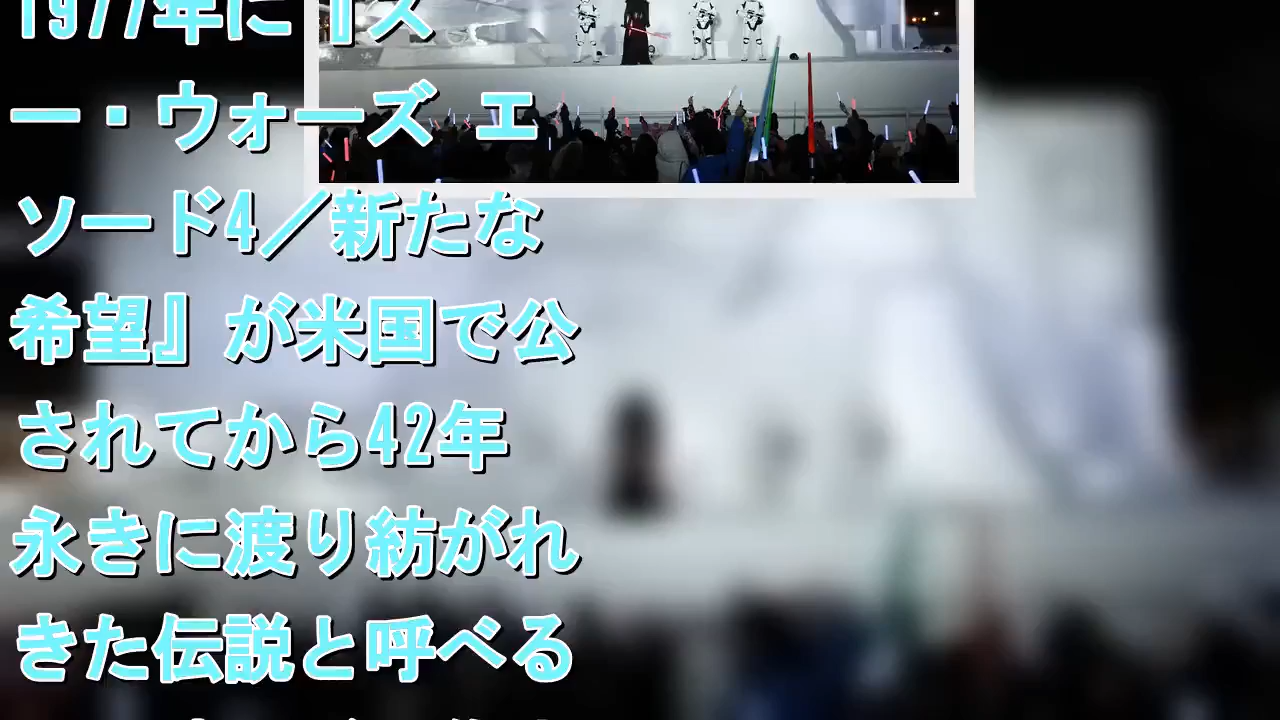 1977年に『ス
ー・ウォーズ エ
ソード4／新たな
希望』が米国で公
されてから42年
永きに渡り紡がれ
きた伝説と呼べる